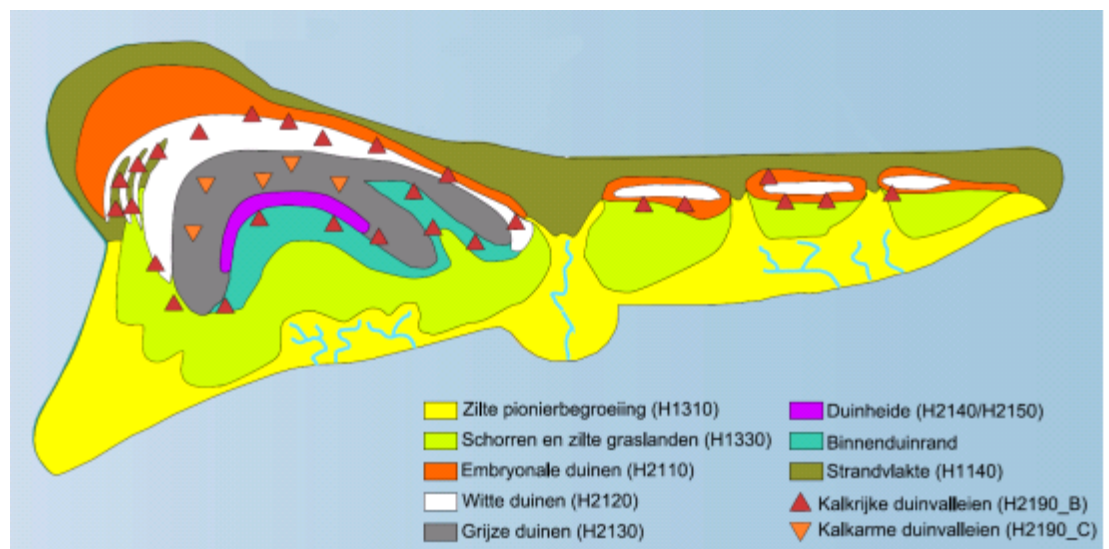 Zilte pionierbegroeiing (H1310)
Schorren en zilte graslanden (H1330)
Embryonale duinen (H2110)
Witte duinen (H2120)
Grijze duinen (H2130)
Duinheide (H2140/H2150)
Binnenduinrand
Strandvlakte (H1140)
Kalkrijke duinvalleien (H2190_B)
Kalkarme duinvalleien (H2190_C)